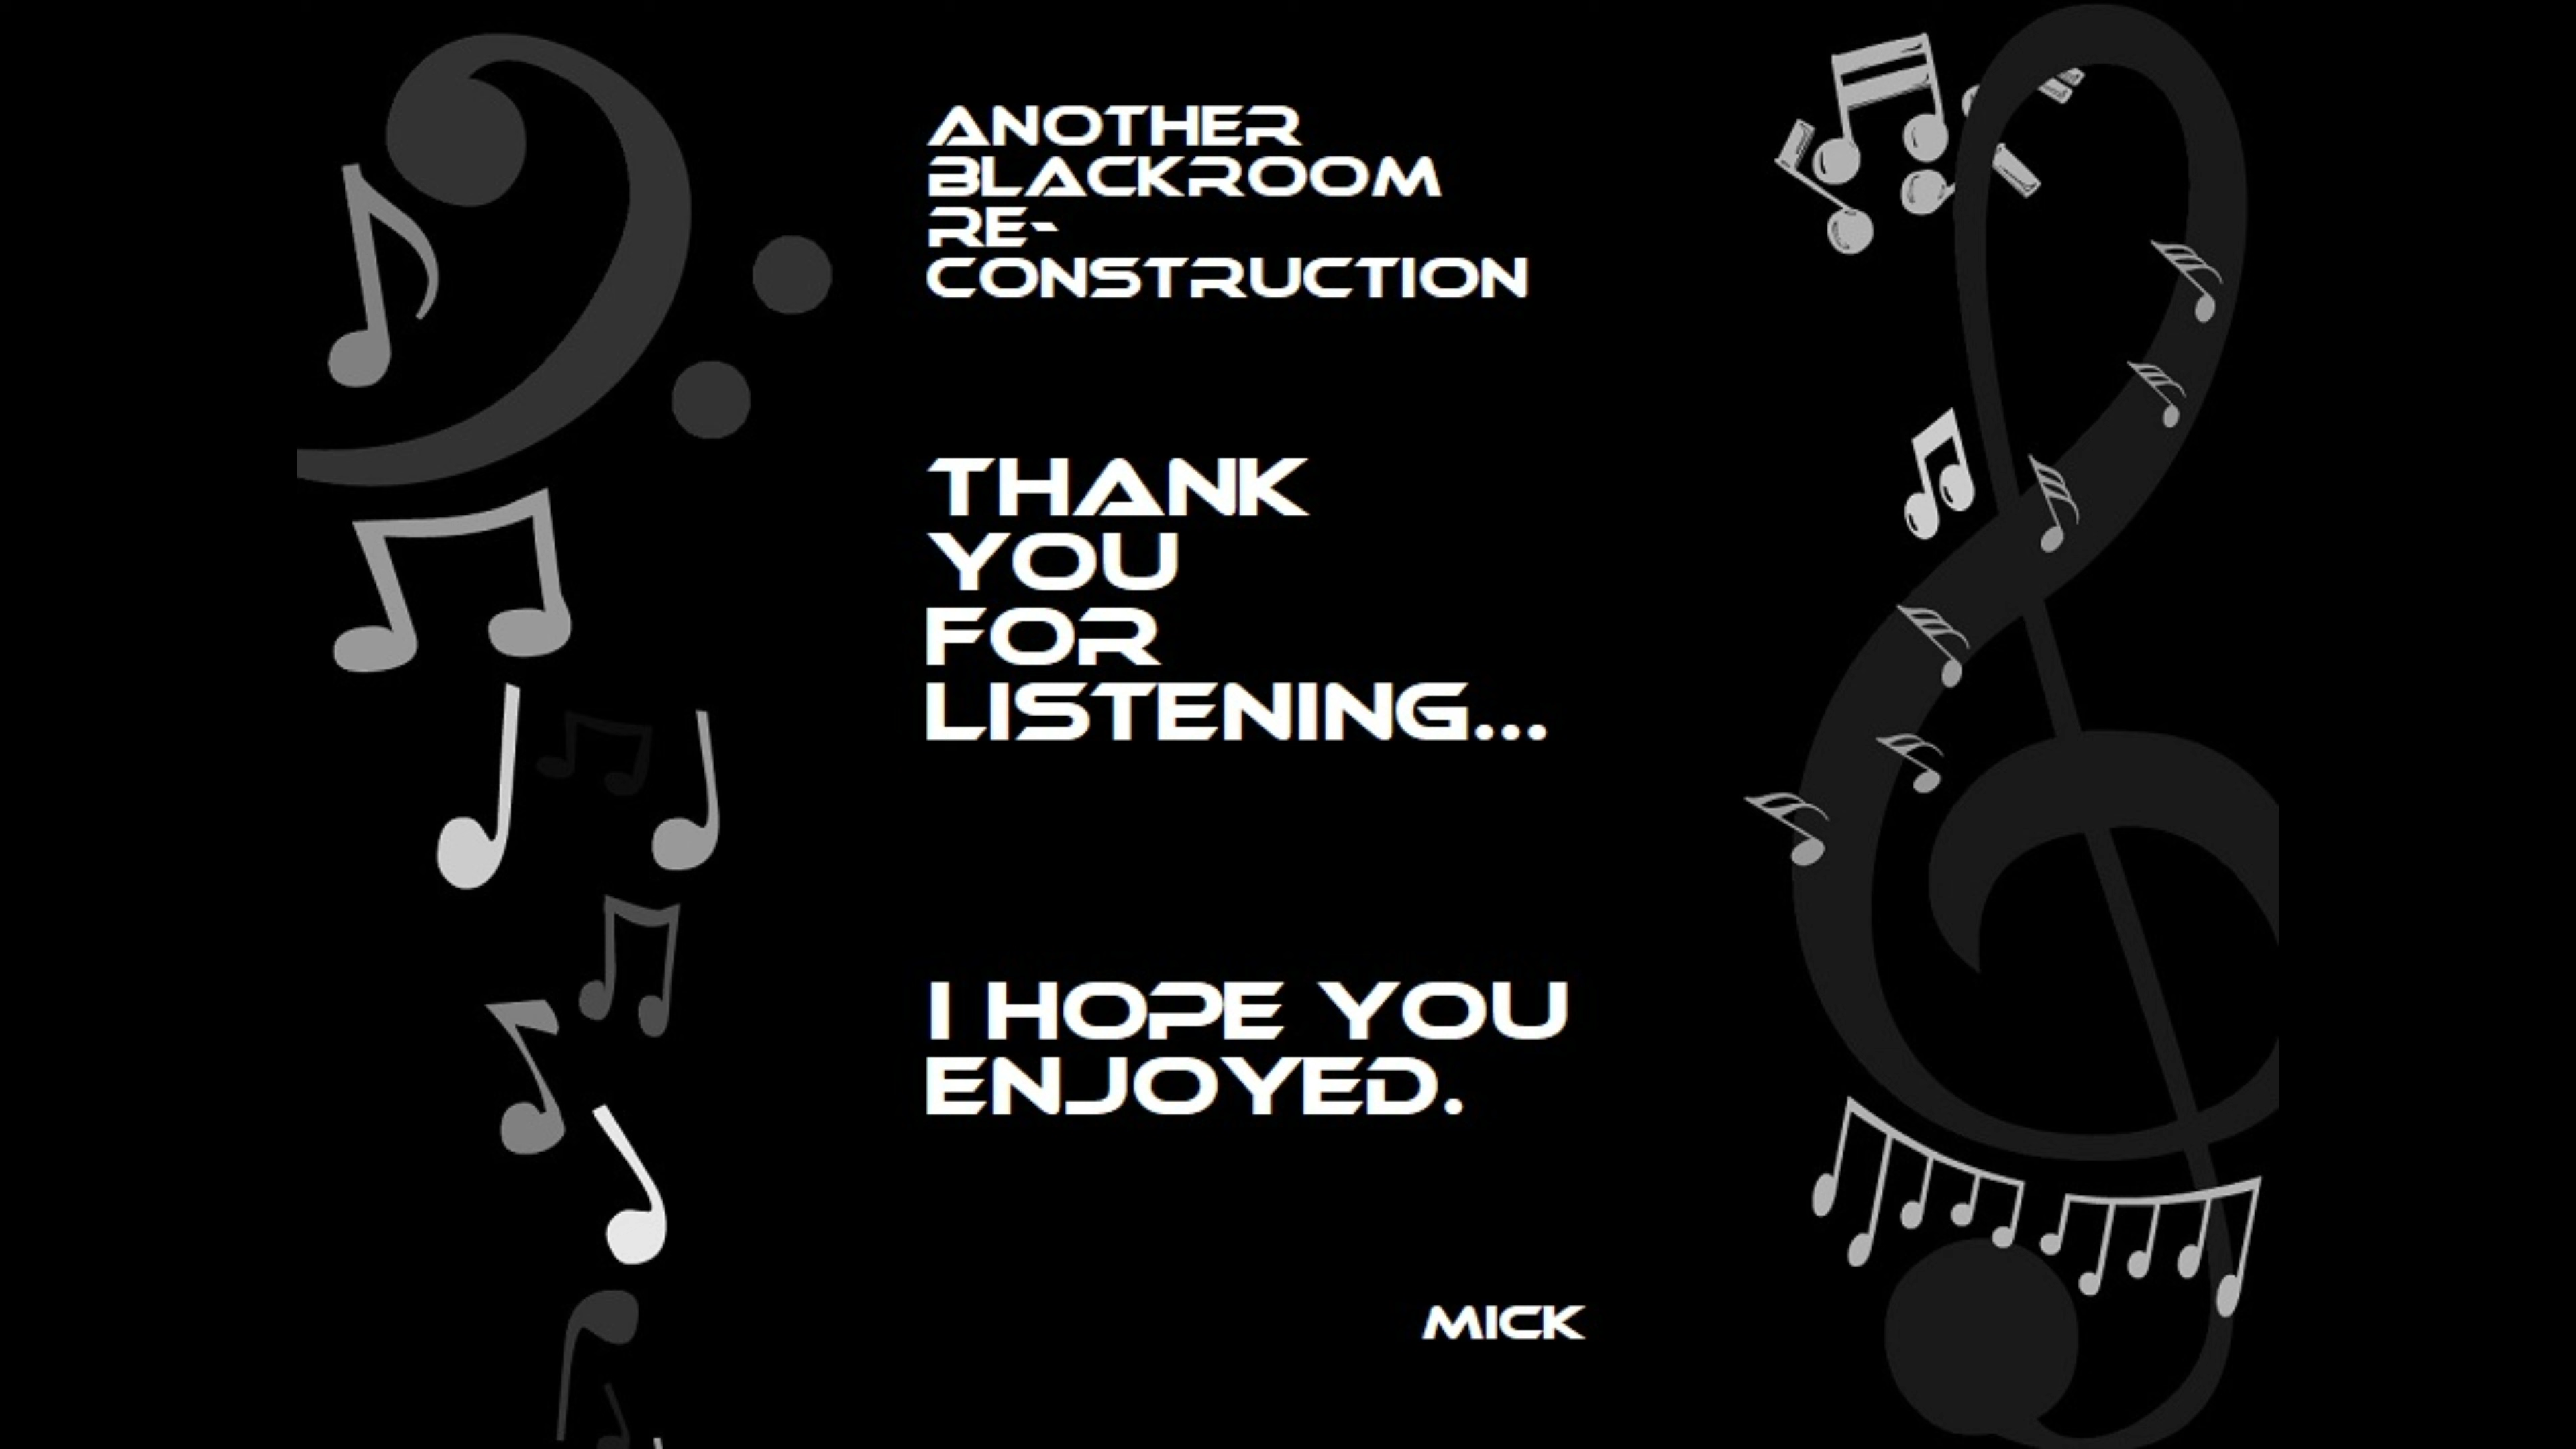 ANOTHER
BLACKROOM
RE-
CONSTRUCTION
THANK
YOU
FOR
LISTENING...
I HOPE YOU
ENJOYED.
MICK